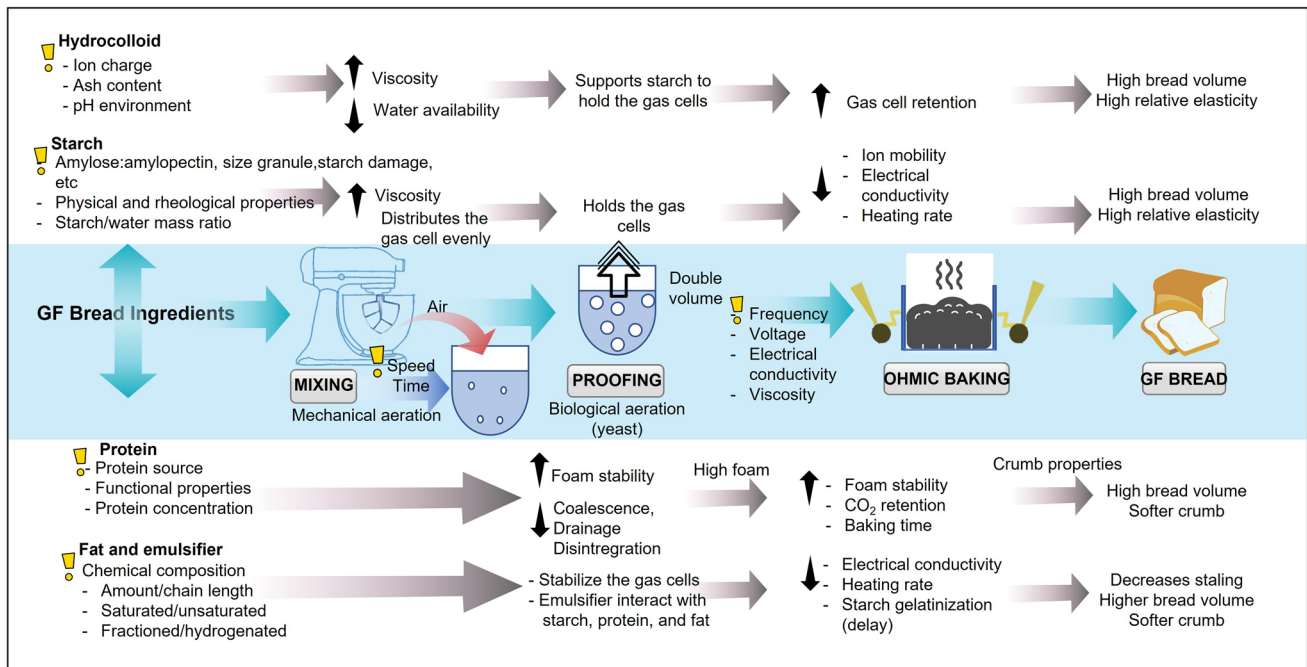 Hydrocolloid
- Ion charge
- Ash content
- pH environment
Viscosity
Water availability
Supports starch to
hold the gas cells
Gas cell retention
High bread volume
High relative elasticity
Starch
- Amylose:amylopectin, size granule,starch damage,
etc
- Physical and rheological properties
- Starch/water mass ratio
Viscosity
Distributes the
gas cell evenly
Holds the gas
cells
- Ion mobility
- Electrical
conductivity
- Heating rate
High bread volume
High relative elasticity
GF Bread Ingredients
MIXING
Mechanical aeration
Air
Speed
Time
Double
volume
PROOFING
Biological aeration
(yeast)
- Frequency
- Voltage
- Electrical
conductivity
- Viscosity
OHMIC BAKING
GF BREAD
Protein
- Protein source
- Functional properties
- Protein concentration
Foam stability
Coalescence,
Drainage
Disintregration
High foam
- Foam stability
- CO₂ retention
- Baking time
Crumb properties
High bread volume
Softer crumb
Fat and emulsifier
Chemical composition
- Amount/chain length
- Saturated/unsaturated
- Fractioned/hydrogenated
- Stabilize the gas cells
- Emulsifier interact with
starch, protein, and fat
- Electrical conductivity
- Heating rate
- Starch gelatinization
(delay)
Decreases staling
Higher bread volume
Softer crumb